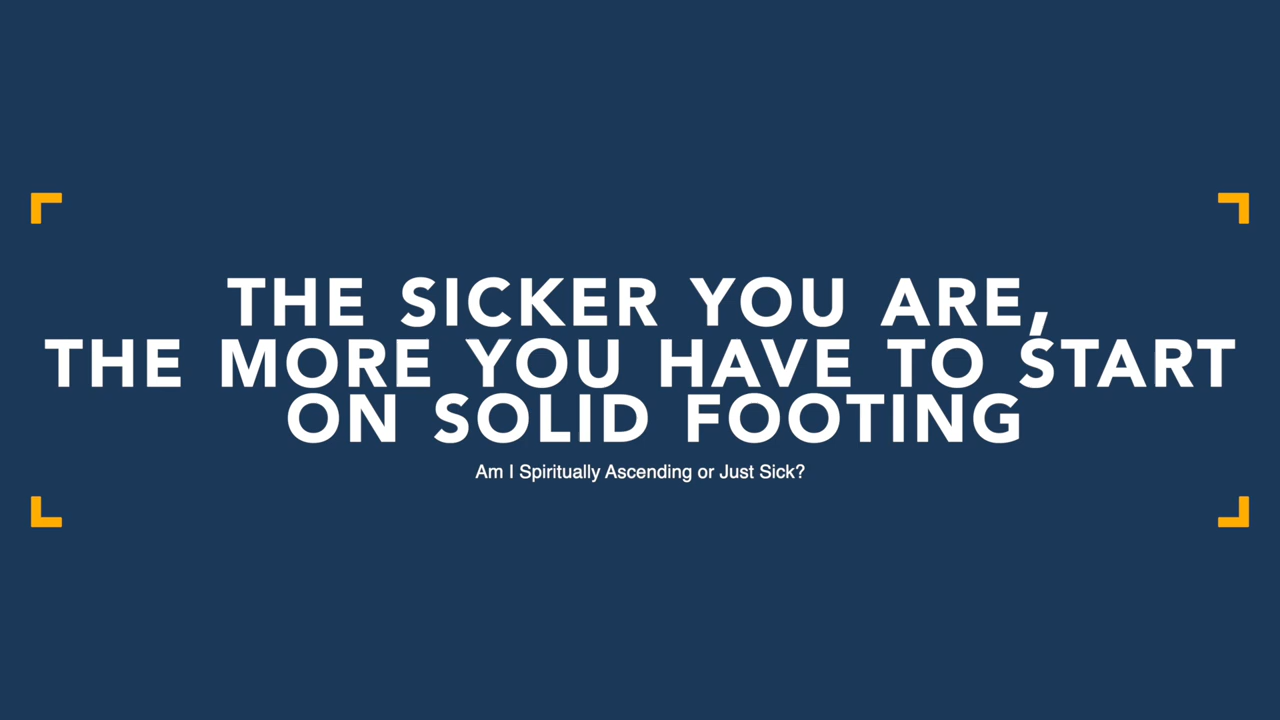 THE SICKER YOU ARE,
THE MORE YOU HAVE TO START
ON SOLID FOOTING
Am I Spiritually Ascending or Just Sick?